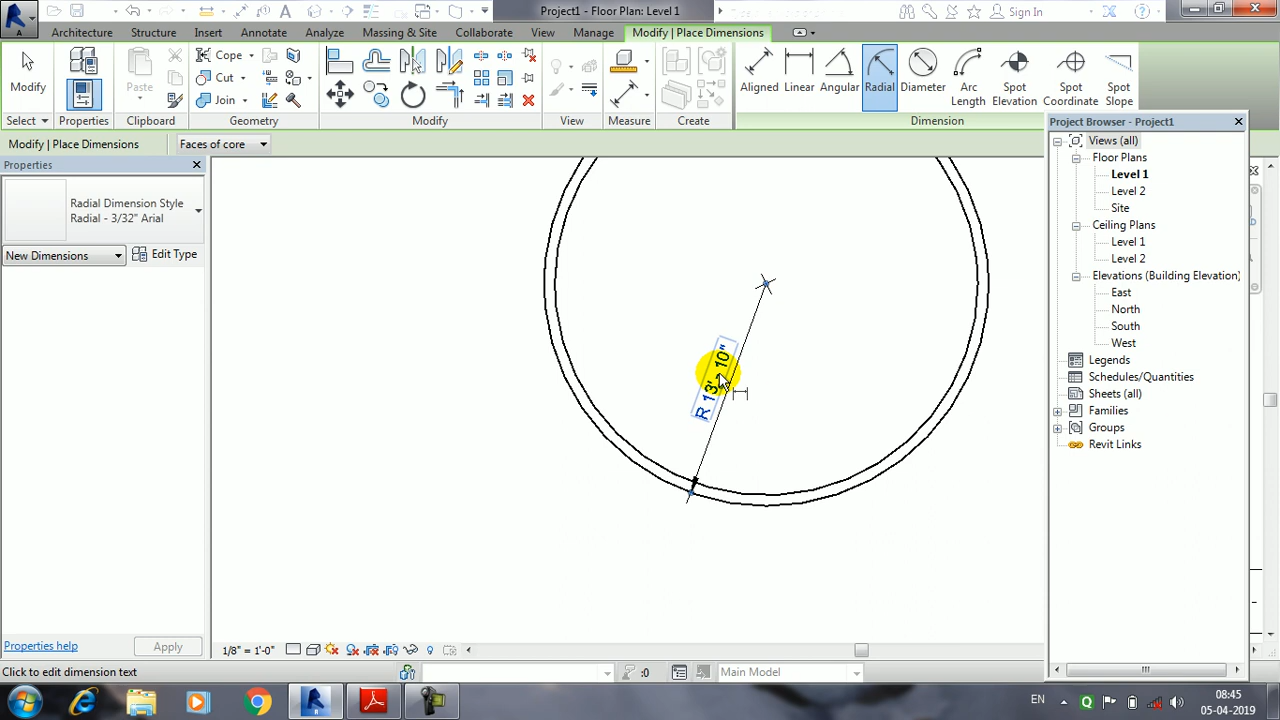 Project1 - Floor Plan: Level 1
Sign In
Architecture Structure Insert Annotate Analyze Massing & Site Collaborate View Manage Modify | Place Dimensions
Modify
Paste
Cope
Cut
Join
Aligned Linear Angular Radial Diameter Arc Length Spot Elevation Spot Coordinate Spot Slope
Select Properties Clipboard Geometry Modify View Measure Create Dimension
Modify | Place Dimensions
Faces of core
Properties
Radial Dimension Style
Radial - 3/32" Arial
New Dimensions
Edit Type
Properties help
Apply
R 13' - 10"
Project Browser - Project1
Views (all)
Floor Plans
Level 1
Level 2
Site
Ceiling Plans
Level 1
Level 2
Elevations (Building Elevation)
East
North
South
West
Legends
Schedules/Quantities
Sheets (all)
Families
Groups
Revit Links
1/8" = 1'-0"
Click to edit dimension text
:0
Main Model
EN
08:45
05-04-2019